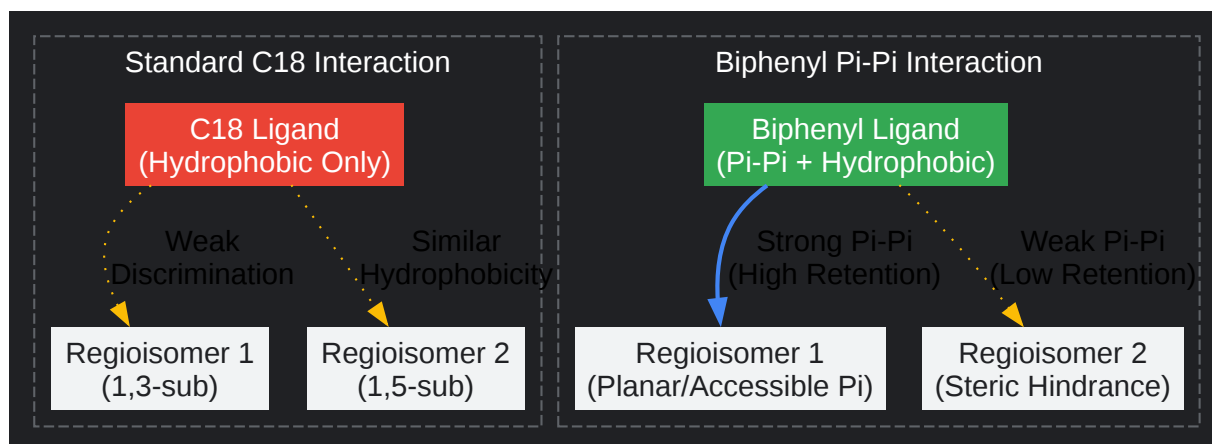 Standard C18 Interaction
C18 Ligand
(Hydrophobic Only)
Weak
Discrimination
Similar
Hydrophobicity
Regioisomer 1
(1,3-sub)
Regioisomer 2
(1,5-sub)
Biphenyl Pi-Pi Interaction
Biphenyl Ligand
(Pi-Pi + Hydrophobic)
Strong Pi-Pi
(High Retention)
Weak Pi-Pi
(Low Retention)
Regioisomer 1
(Planar/Accessible Pi)
Regioisomer 2
(Steric Hindrance)